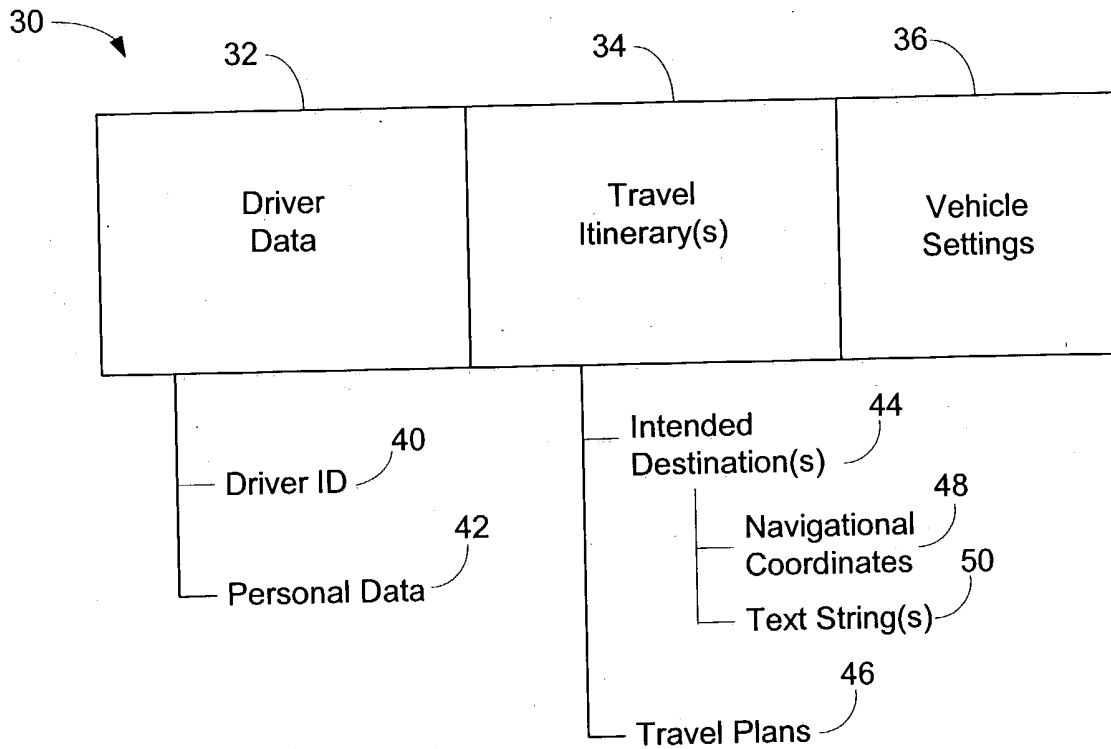 30
32
34
36
Driver
Data
Travel
Itinerary(s)
Vehicle
Settings
Driver ID
40
Personal Data
42
Intended
Destination(s)
44
Navigational
Coordinates
48
Text String(s)
50
Travel Plans
46